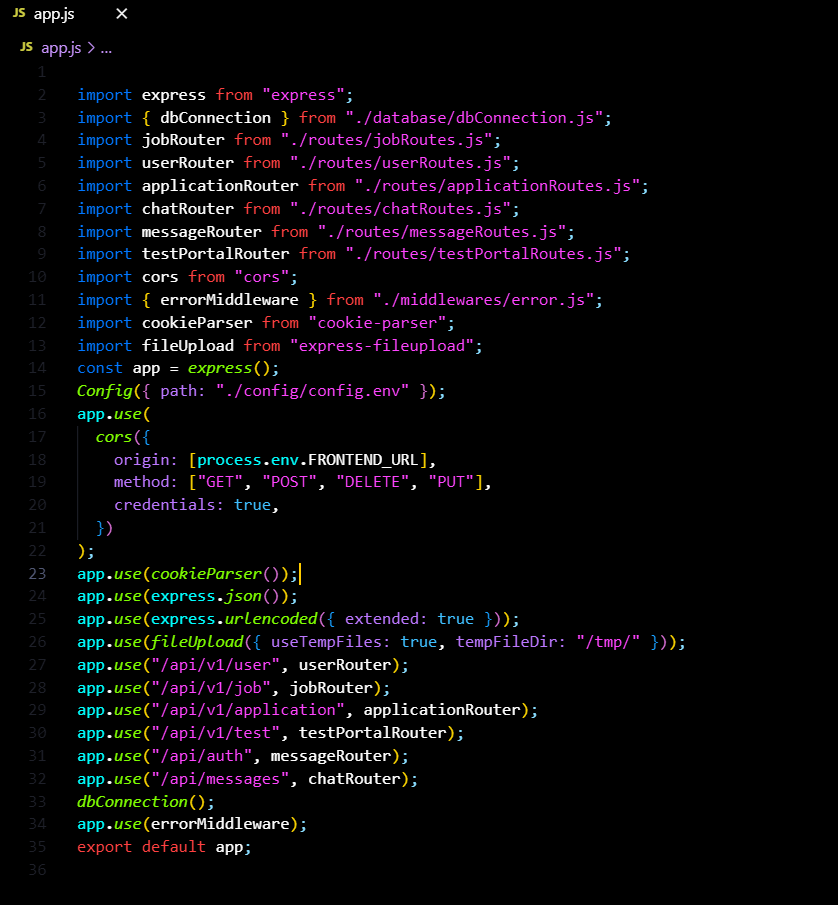 JS app.js ×
JS app.js > ...
1
2 import express from "express";
3 import { dbConnection } from "./database/dbConnection.js";
4 import jobRouter from "./routes/jobRoutes.js";
5 import userRouter from "./routes/userRoutes.js";
6 import applicationRouter from "./routes/applicationRoutes.js";
7 import chatRouter from "./routes/chatRoutes.js";
8 import messageRouter from "./routes/messageRoutes.js";
9 import testPortalRouter from "./routes/testPortalRoutes.js";
10 import cors from "cors";
11 import { errorMiddleware } from "./middlewares/error.js";
12 import cookieParser from "cookie-parser";
13 import fileUpload from "express-fileupload";
14 const app = express();
15 Config({ path: "./config/config.env" });
16 app.use(
17   cors({
18     origin: [process.env.FRONTEND_URL],
19     method: ["GET", "POST", "DELETE", "PUT"],
20     credentials: true,
21   })
22 );
23 app.use(cookieParser());
24 app.use(express.json());
25 app.use(express.urlencoded({ extended: true }));
26 app.use(fileUpload({ useTempFiles: true, tempFileDir: "/tmp/" }));
27 app.use("/api/v1/user", userRouter);
28 app.use("/api/v1/job", jobRouter);
29 app.use("/api/v1/application", applicationRouter);
30 app.use("/api/v1/test", testPortalRouter);
31 app.use("/api/auth", messageRouter);
32 app.use("/api/messages", chatRouter);
33 dbConnection();
34 app.use(errorMiddleware);
35 export default app;
36